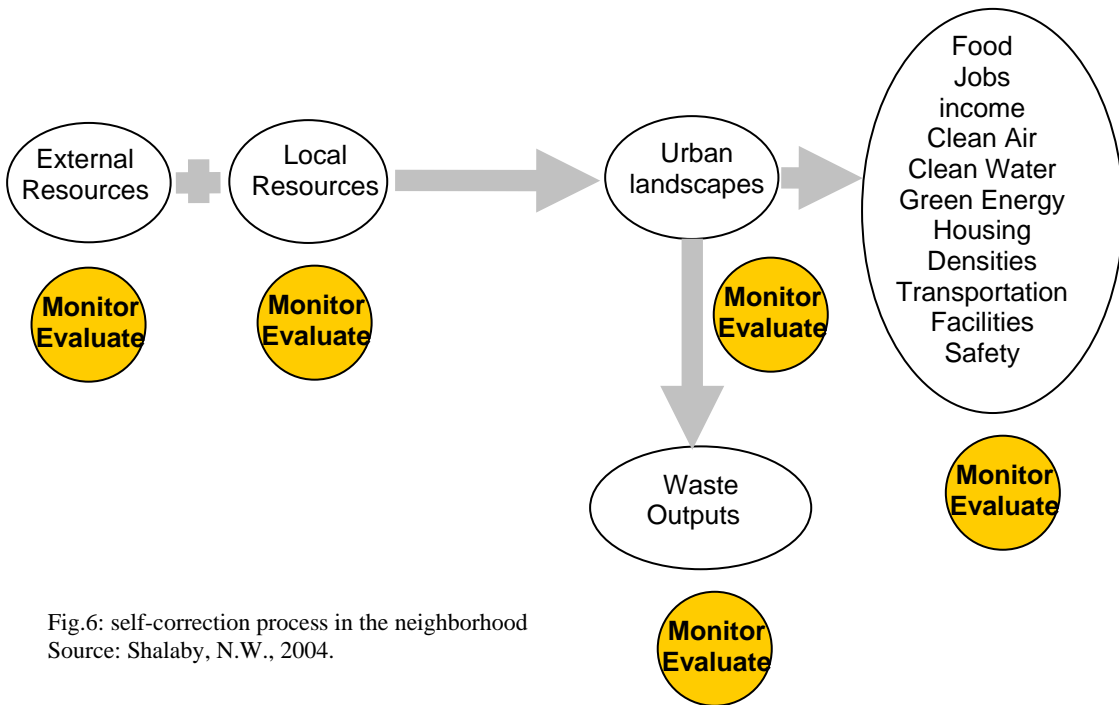 External
Resources
Local
Resources
Urban
landscapes
Food
Jobs
income
Clean Air
Clean Water
Green Energy
Housing
Densities
Transportation
Facilities
Safety
Monitor
Evaluate
Monitor
Evaluate
Monitor
Evaluate
Monitor
Evaluate
Waste
Outputs
Monitor
Evaluate
Fig.6: self-correction process in the neighborhood
Source: Shalaby, N.W., 2004.